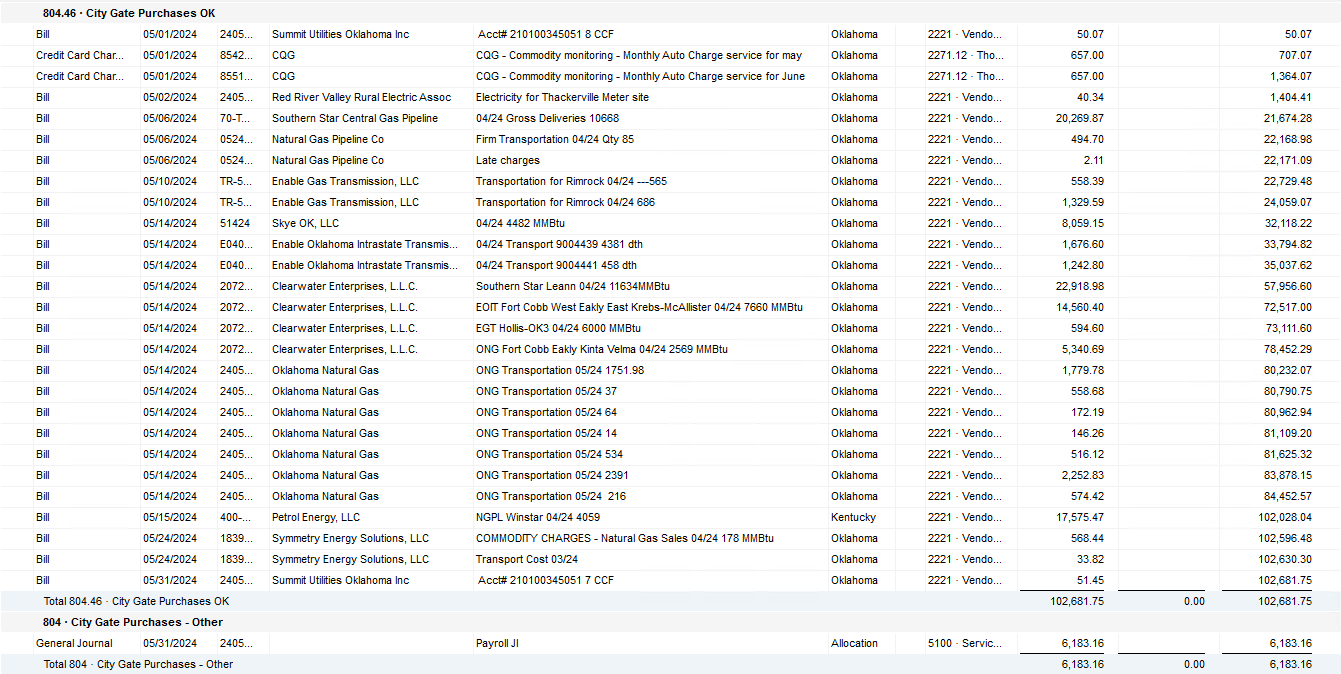 804.46 · City Gate Purchases OK
Bill 05/01/2024 2405... Summit Utilities Oklahoma Inc Acct# 210100345051 8 CCF Oklahoma 2221 · Vendo... 50.07 50.07
Credit Card Char... 05/01/2024 8542... CQG CQG - Commodity monitoring - Monthly Auto Charge service for may Oklahoma 2271.12 · Tho... 657.00 707.07
Credit Card Char... 05/01/2024 8551... CQG CQG - Commodity monitoring - Monthly Auto Charge service for June Oklahoma 2271.12 · Tho... 657.00 1,364.07
Bill 05/02/2024 2405... Red River Valley Rural Electric Assoc Electricity for Thackerville Meter site Oklahoma 2221 · Vendo... 40.34 1,404.41
Bill 05/06/2024 70-T... Southern Star Central Gas Pipeline 04/24 Gross Deliveries 10668 Oklahoma 2221 · Vendo... 20,269.87 21,674.28
Bill 05/06/2024 0524... Natural Gas Pipeline Co Firm Transportation 04/24 Qty 85 Oklahoma 2221 · Vendo... 494.70 22,168.98
Bill 05/06/2024 0524... Natural Gas Pipeline Co Late charges Oklahoma 2221 · Vendo... 2.11 22,171.09
Bill 05/10/2024 TR-5... Enable Gas Transmission, LLC Transportation for Rimrock 04/24 ---565 Oklahoma 2221 · Vendo... 558.39 22,729.48
Bill 05/10/2024 TR-5... Enable Gas Transmission, LLC Transportation for Rimrock 04/24 686 Oklahoma 2221 · Vendo... 1,329.59 24,059.07
Bill 05/14/2024 51424 Skye OK, LLC 04/24 4482 MMBtu Oklahoma 2221 · Vendo... 8,059.15 32,118.22
Bill 05/14/2024 E040... Enable Oklahoma Intrastate Transmis... 04/24 Transport 9004439 4381 dth Oklahoma 2221 · Vendo... 1,676.60 33,794.82
Bill 05/14/2024 E040... Enable Oklahoma Intrastate Transmis... 04/24 Transport 9004441 458 dth Oklahoma 2221 · Vendo... 1,242.80 35,037.62
Bill 05/14/2024 2072... Clearwater Enterprises, L.L.C. Southern Star Leann 04/24 11634MMBtu Oklahoma 2221 · Vendo... 22,918.98 57,956.60
Bill 05/14/2024 2072... Clearwater Enterprises, L.L.C. EOIT Fort Cobb West Eakly East Krebs-McAllister 04/24 7660 MMBtu Oklahoma 2221 · Vendo... 14,560.40 72,517.00
Bill 05/14/2024 2072... Clearwater Enterprises, L.L.C. EGT Hollis-OK3 04/24 6000 MMBtu Oklahoma 2221 · Vendo... 594.60 73,111.60
Bill 05/14/2024 2072... Clearwater Enterprises, L.L.C. ONG Fort Cobb Eakly Kinta Velma 04/24 2569 MMBtu Oklahoma 2221 · Vendo... 5,340.69 78,452.29
Bill 05/14/2024 2405... Oklahoma Natural Gas ONG Transportation 05/24 1751.98 Oklahoma 2221 · Vendo... 1,779.78 80,232.07
Bill 05/14/2024 2405... Oklahoma Natural Gas ONG Transportation 05/24 37 Oklahoma 2221 · Vendo... 558.68 80,790.75
Bill 05/14/2024 2405... Oklahoma Natural Gas ONG Transportation 05/24 64 Oklahoma 2221 · Vendo... 172.19 80,962.94
Bill 05/14/2024 2405... Oklahoma Natural Gas ONG Transportation 05/24 14 Oklahoma 2221 · Vendo... 146.26 81,109.20
Bill 05/14/2024 2405... Oklahoma Natural Gas ONG Transportation 05/24 534 Oklahoma 2221 · Vendo... 516.12 81,625.32
Bill 05/14/2024 2405... Oklahoma Natural Gas ONG Transportation 05/24 2391 Oklahoma 2221 · Vendo... 2,252.83 83,878.15
Bill 05/14/2024 2405... Oklahoma Natural Gas ONG Transportation 05/24 216 Oklahoma 2221 · Vendo... 574.42 84,452.57
Bill 05/15/2024 400-... Petrol Energy, LLC NGPL Winstar 04/24 4059 Kentucky 2221 · Vendo... 17,575.47 102,028.04
Bill 05/24/2024 1839... Symmetry Energy Solutions, LLC COMMODITY CHARGES - Natural Gas Sales 04/24 178 MMBtu Oklahoma 2221 · Vendo... 568.44 102,596.48
Bill 05/24/2024 1839... Symmetry Energy Solutions, LLC Transport Cost 03/24 Oklahoma 2221 · Vendo... 33.82 102,630.30
Bill 05/31/2024 2405... Summit Utilities Oklahoma Inc Acct# 210100345051 7 CCF Oklahoma 2221 · Vendo... 51.45 102,681.75
Total 804.46 · City Gate Purchases OK 102,681.75 0.00 102,681.75
804 · City Gate Purchases - Other
General Journal 05/31/2024 2405... Payroll Jl Allocation 5100 · Servic... 6,183.16 6,183.16
Total 804 · City Gate Purchases - Other 6,183.16 0.00 6,183.16